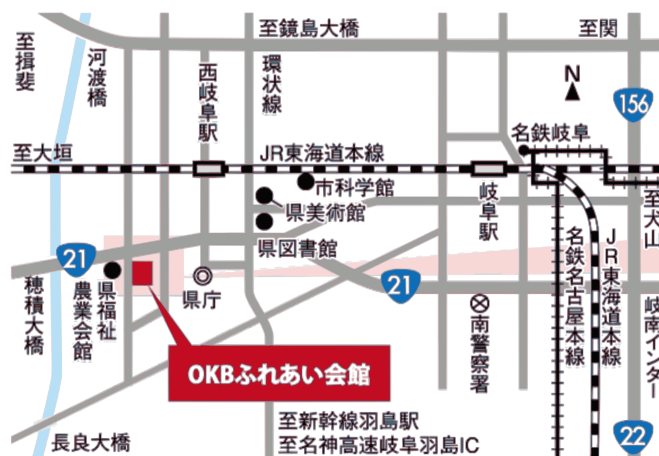 至鏡島大橋
至関
至揖斐
河渡橋
西岐阜駅
環状線
N
156
名鉄岐阜
至大垣
JR東海道本線
市科学館
県美術館
岐阜駅
至犬山
県図書館
21
穂積大橋
県福祉
農業会館
県庁
21
南警察署
名鉄名古屋本線
JR東海道本線
岐南インター
OKBふれあい会館
至新幹線羽島駅
至名神高速岐阜羽島IC
長良大橋
22